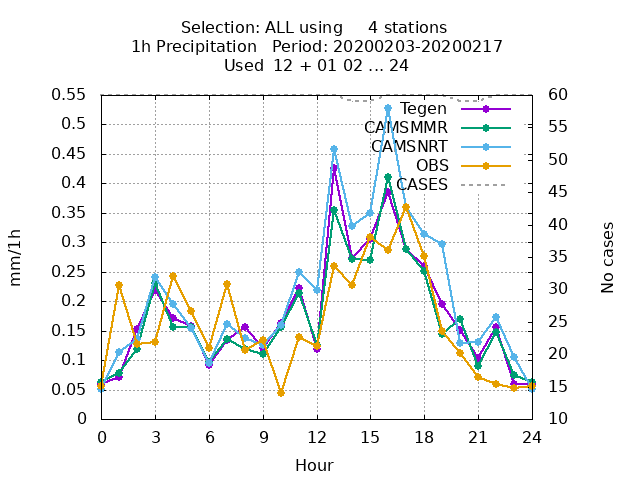 Selection: ALL using     4 stations
1h Precipitation   Period: 20200203-20200217
Used  12 + 01 02 ... 24
0.55
0.5
0.45
0.4
0.35
0.3
0.25
0.2
0.15
0.1
0.05
0
mm/1h
Tegen
CAMSMMR
CAMSNRT
OBS
CASES
60
55
50
45
40
35
30
25
20
15
10
No cases
0 3 6 9 12 15 18 21 24
Hour